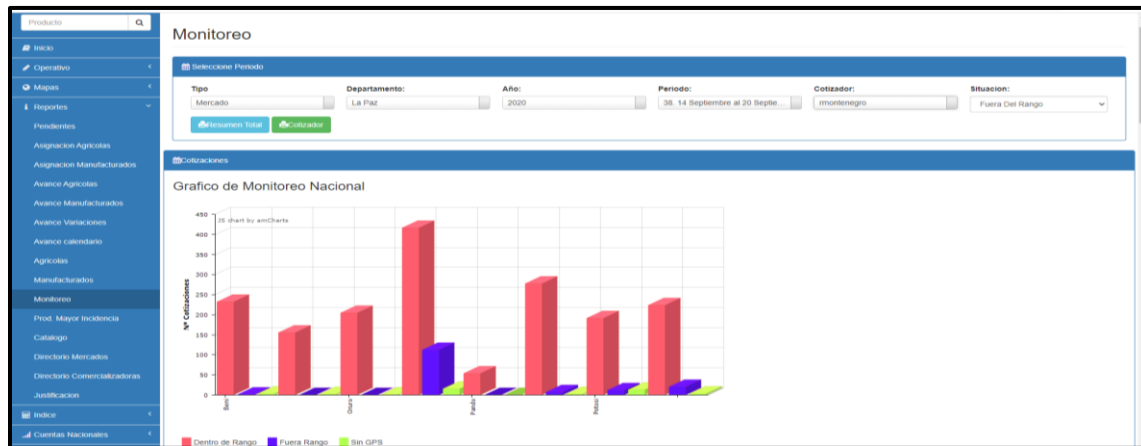 Producto
Inicio
Operativo
Mapas
Reportes
Pendientes
Asignacion Agricolas
Asignacion Manufacturados
Avance Agricolas
Avance Manufacturados
Avance Variaciones
Avance calendario
Agricolas
Manufacturados
Monitoreo
Prod. Mayor Incidencia
Catalogo
Directorio Mercados
Directorio Comercializadoras
Justificacion
Indice
Cuentas Nacionales
Monitoreo
Seleccione Periodo
Tipo Departamento: Año: Periodo: Cotizador: Situacion:
Mercado La Paz 2020 38. 14 Septiembre al 20 Septie... rmontenegro Fuera Del Rango
Resumen Total Cotizador
Cotizaciones
Grafico de Monitoreo Nacional
JS chart by amCharts
Nº Cotizaciones
450
400
350
300
250
200
150
100
50
0
Beni Oruro Pando Potosi
Dentro de Rango Fuera Rango Sin GPS